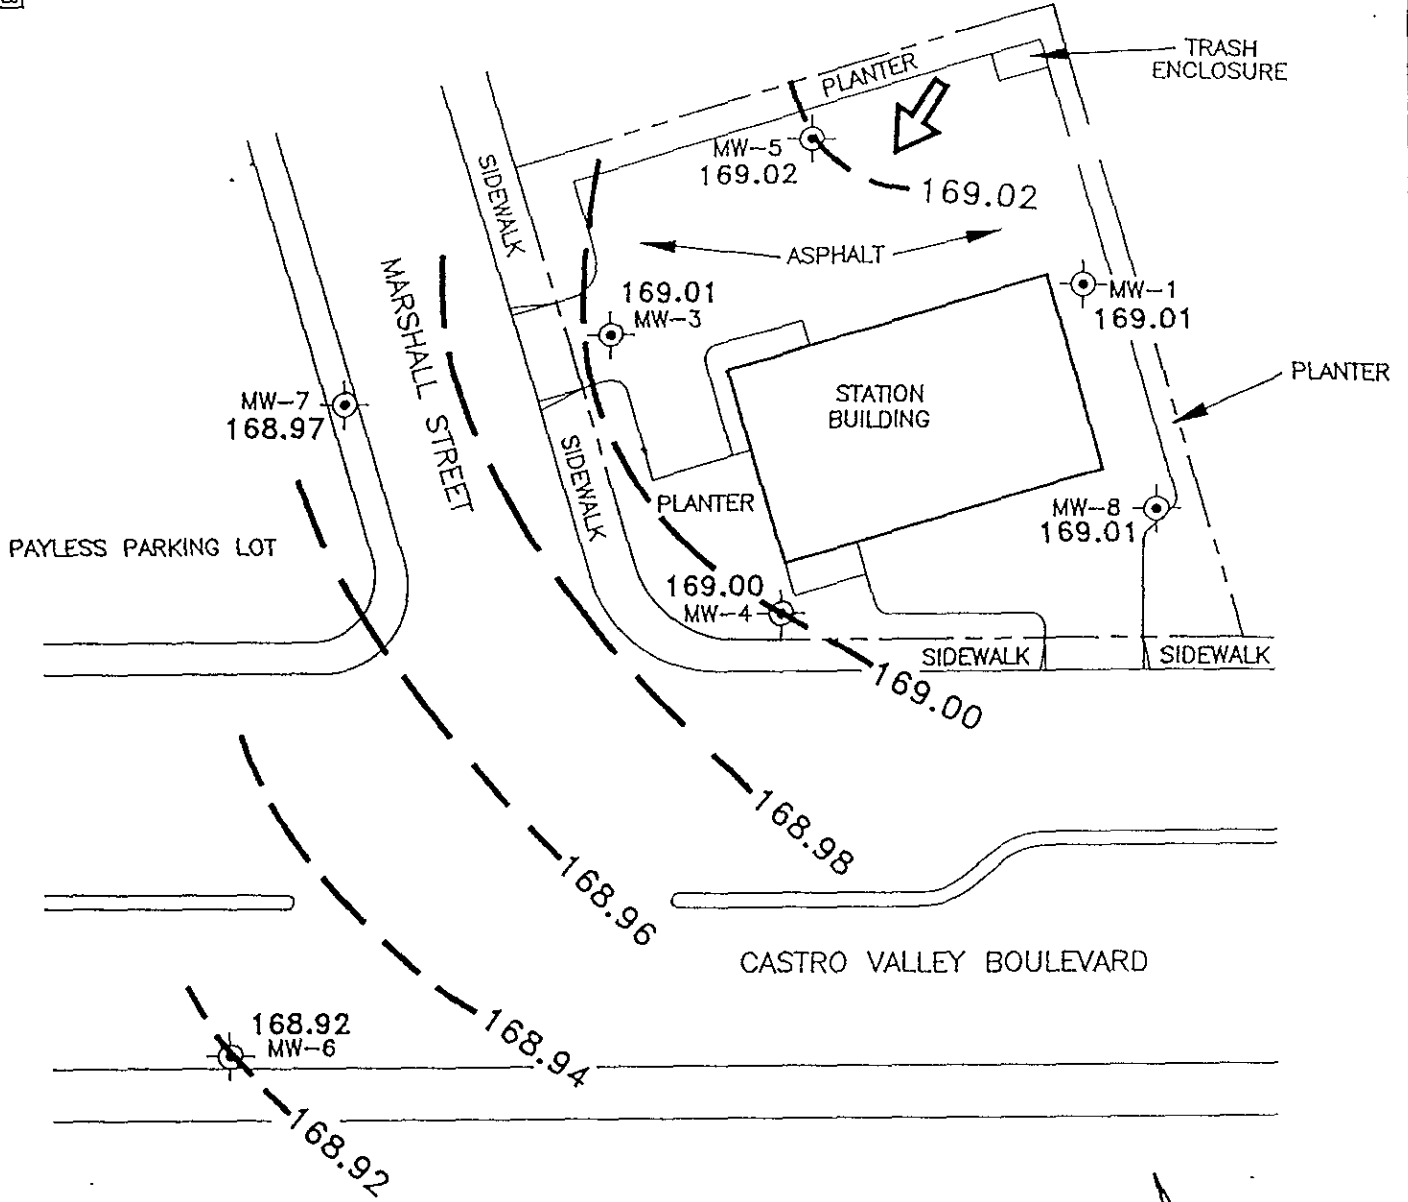 TRASH
ENCLOSURE
PLANTER
MW-5
169.02
169.02
SIDEWALK
ASPHALT
MARSHALL STREET
169.01
MW-3
MW-1
169.01
PLANTER
MW-7
168.97
STATION
BUILDING
SIDEWALK
PLANTER
MW-8
169.01
PAYLESS PARKING LOT
169.00
MW-4
SIDEWALK
SIDEWALK
169.00
168.98
168.96
CASTRO VALLEY BOULEVARD
168.92
MW-6
168.94
168.92